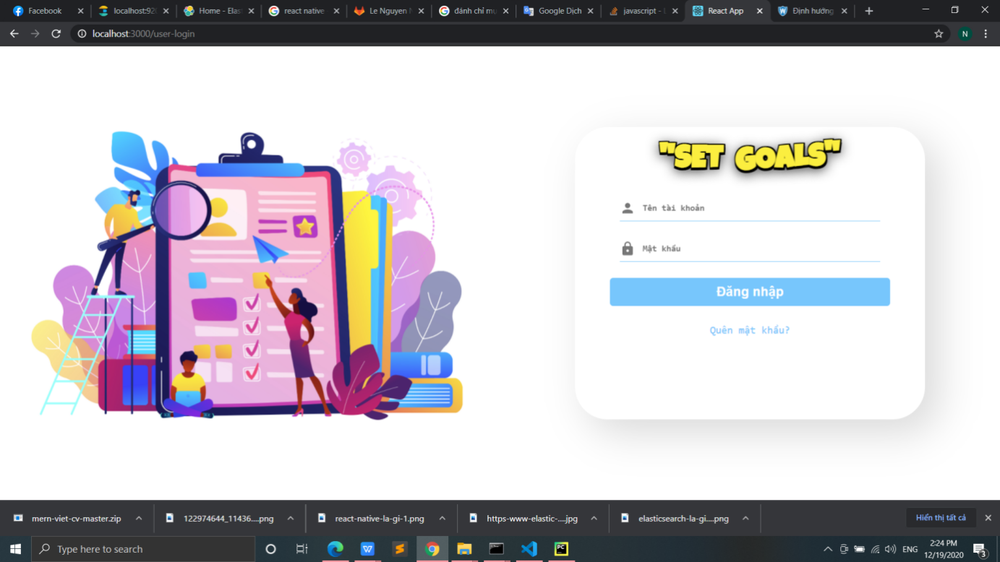 Facebook
localhost:920
Home - Elas
react native
Le Nguyen N
đánh chỉ mụ
Google Dịch
javascript - L
React App
Định hướng
localhost:3000/user-login
N
"SET GOALS"
Tên tài khoản
Mật khẩu
Đăng nhập
Quên mật khẩu?
mern-viet-cv-master.zip
122974644_11436....png
react-native-la-gi-1.png
https-www-elastic-....jpg
elasticsearch-la-gi....png
Hiển thị tất cả
Type here to search
ENG
2:24 PM
12/19/2020
3